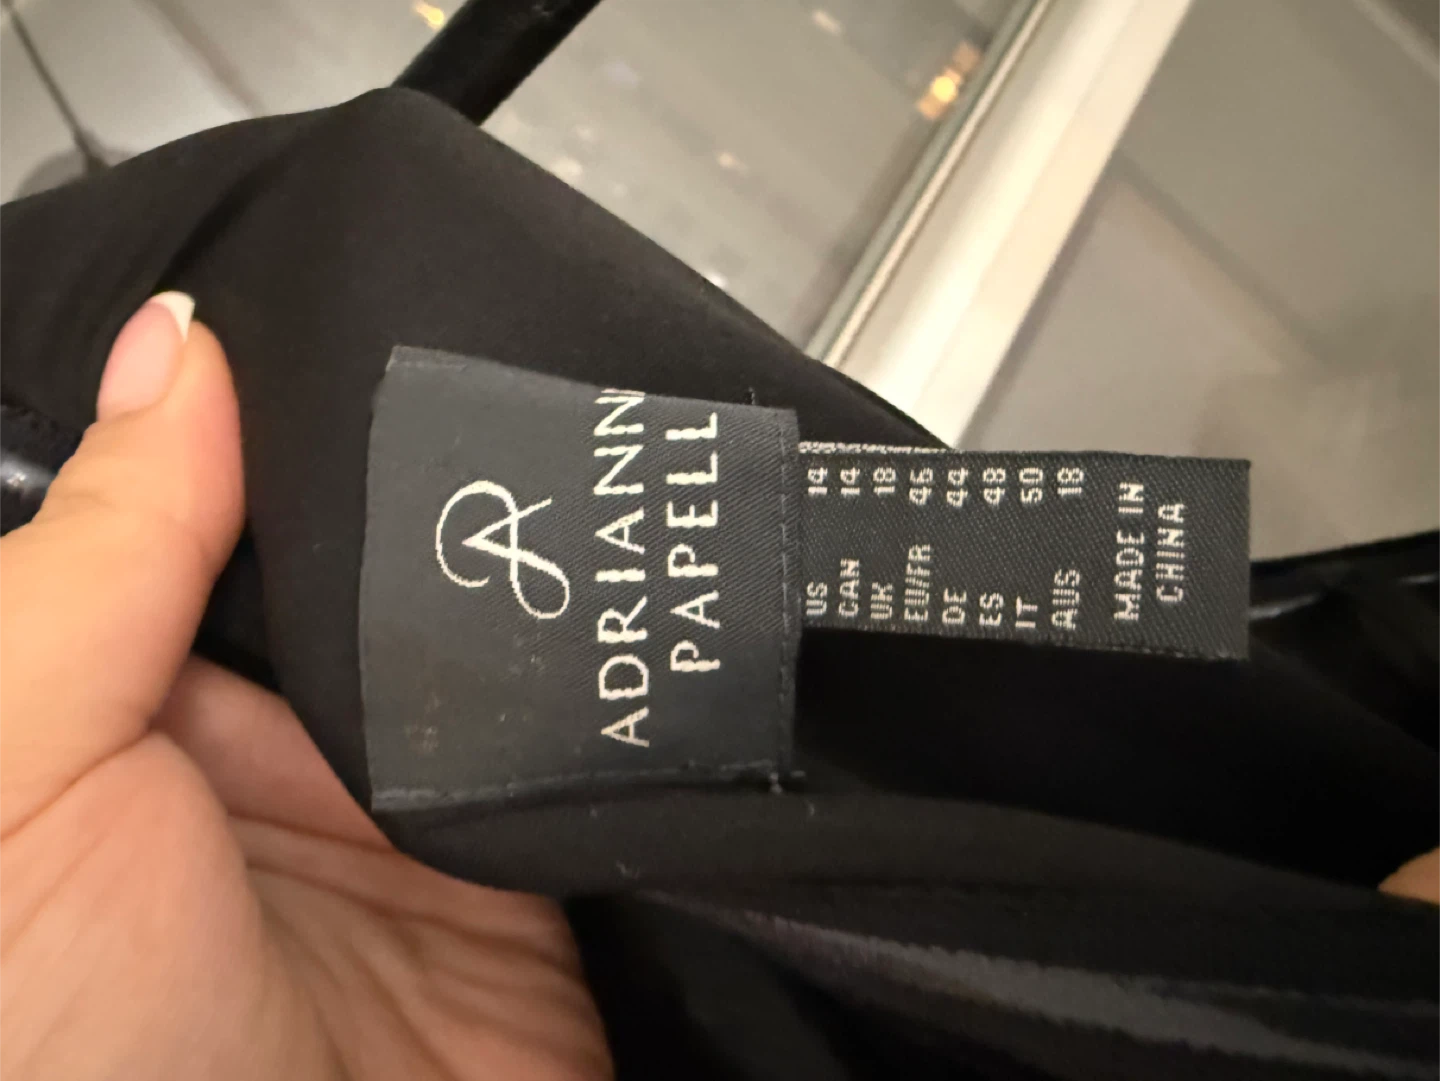 ADRIANN
PAPELL
US 14
CAN 14
UK 18
EU/FR 46
DE 44
ES 48
IT 50
AUS 18
MADE IN
CHINA